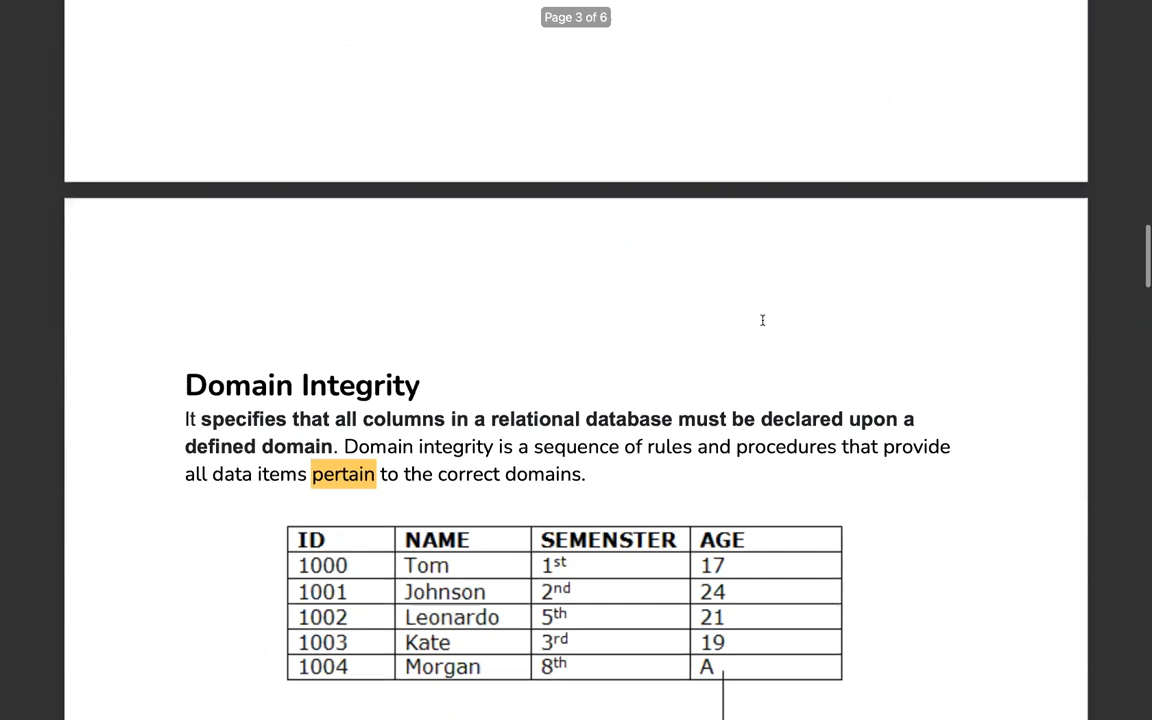 Page 3 of 6
Domain Integrity
It specifies that all columns in a relational database must be declared upon a
defined domain. Domain integrity is a sequence of rules and procedures that provide
all data items pertain to the correct domains.
ID NAME SEMENSTER AGE
1000 Tom 1st 17
1001 Johnson 2nd 24
1002 Leonardo 5th 21
1003 Kate 3rd 19
1004 Morgan 8th A